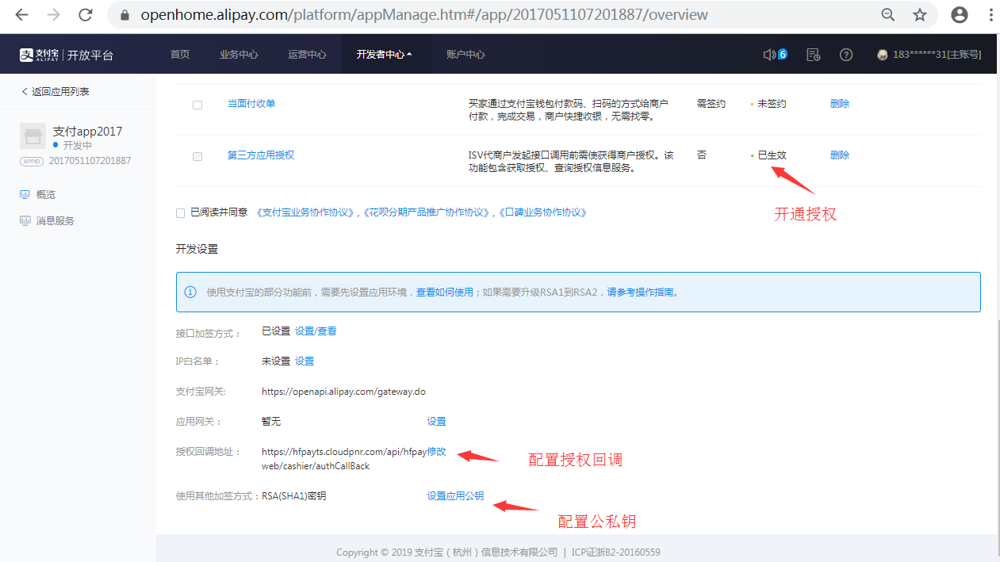 openhome.alipay.com/platform/appManage.htm#/app/2017051107201887/overview
支 支付宝 ALIPAY 开放平台 首页 业务中心 运营中心 开发者中心 账户中心 6 183******31[主账号]
返回应用列表
支付app2017
开发中
APPID 2017051107201887
概览
消息服务
当面付收单 买家通过支付宝钱包付款码、扫码的方式给商户 需签约 未签约 删除
付款，完成交易，商户快捷收银，无需找零。
第三方应用授权 ISV代商户发起接口调用前需使获得商户授权。该 否 已生效 删除
功能包含获取授权、查询授权信息服务。
开通授权
已阅读并同意 《支付宝业务协作协议》,《花呗分期产品推广协作协议》,《口碑业务协作协议》
开发设置
使用支付宝的部分功能前，需要先设置应用环境，查看如何使用；如果需要升级RSA1到RSA2，请参考操作指南。
接口加签方式： 已设置 设置/查看
IP白名单： 未设置 设置
支付宝网关: https://openapi.alipay.com/gateway.do
应用网关： 暂无 设置
授权回调地址： https://hfpayts.cloudpnr.com/api/hfpay 修改
web/cashier/authCallBack
配置授权回调
使用其他加签方式：RSA(SHA1)密钥 设置应用公钥
配置公私钥
Copyright © 2019 支付宝（杭州）信息技术有限公司 | ICP证浙B2-20160559